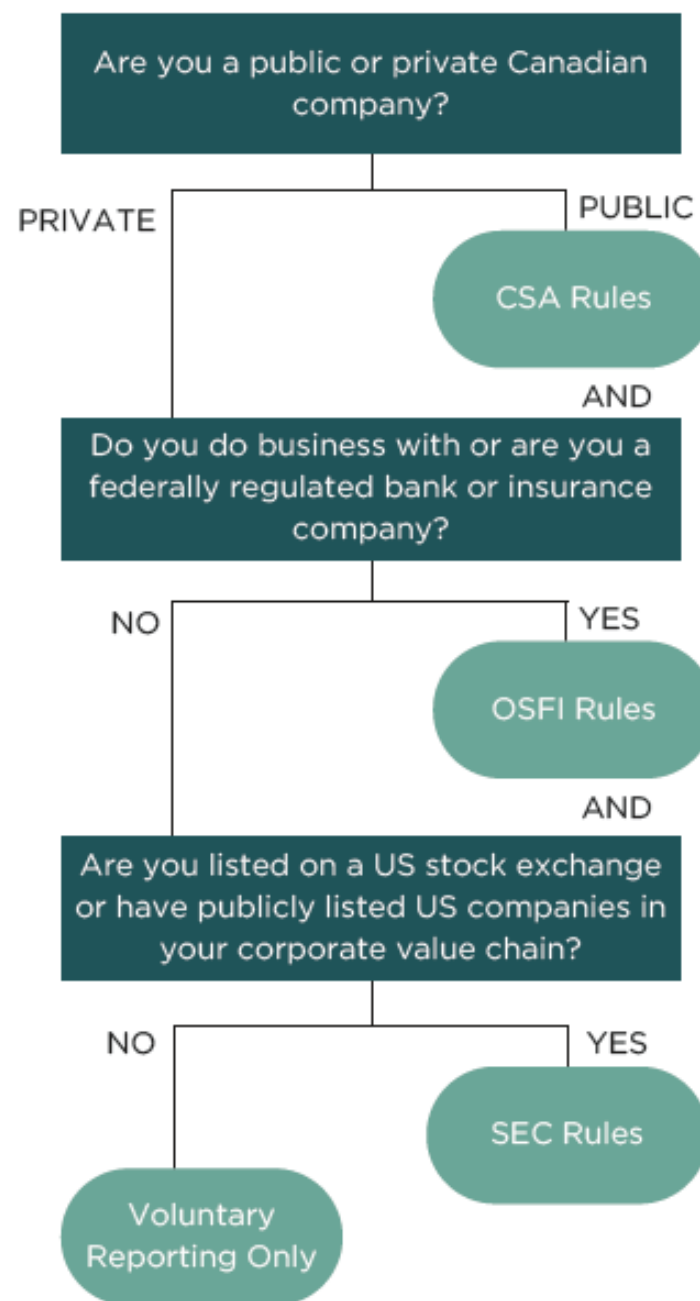 Are you a public or private Canadian
company?
PRIVATE
PUBLIC
CSA Rules
AND
Do you do business with or are you a
federally regulated bank or insurance
company?
NO
YES
OSFI Rules
AND
Are you listed on a US stock exchange
or have publicly listed US companies in
your corporate value chain?
NO
YES
SEC Rules
Voluntary
Reporting Only